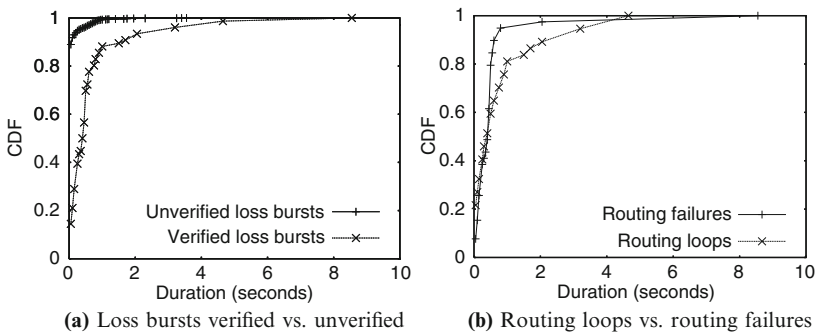 1
0.8
0.6
0.4
0.2
0
CDF
Unverified loss bursts
Verified loss bursts
0 2 4 6 8 10
Duration (seconds)
(a) Loss bursts verified vs. unverified
1
0.8
0.6
0.4
0.2
0
CDF
Routing failures
Routing loops
0 2 4 6 8 10
Duration (seconds)
(b) Routing loops vs. routing failures